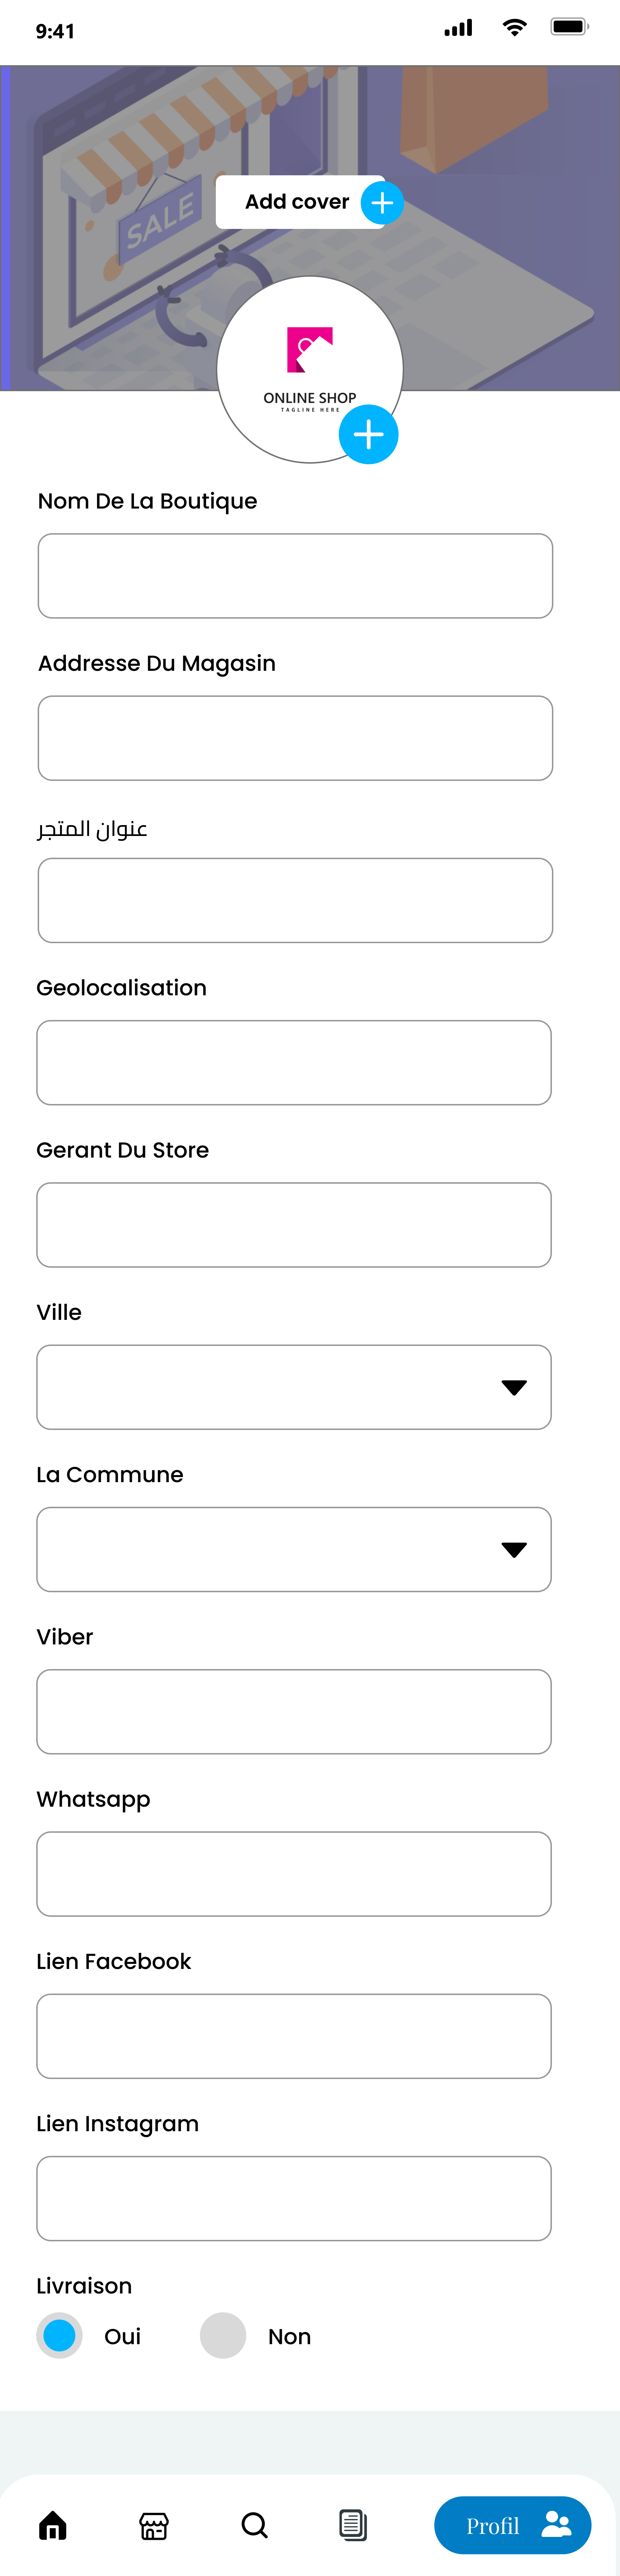 9:41
SALE
Add cover
ONLINE SHOP
TAGLINE HERE
Nom De La Boutique
Addresse Du Magasin
عنوان المتجر
Geolocalisation
Gerant Du Store
Ville
La Commune
Viber
Whatsapp
Lien Facebook
Lien Instagram
Livraison
Oui Non
Profil